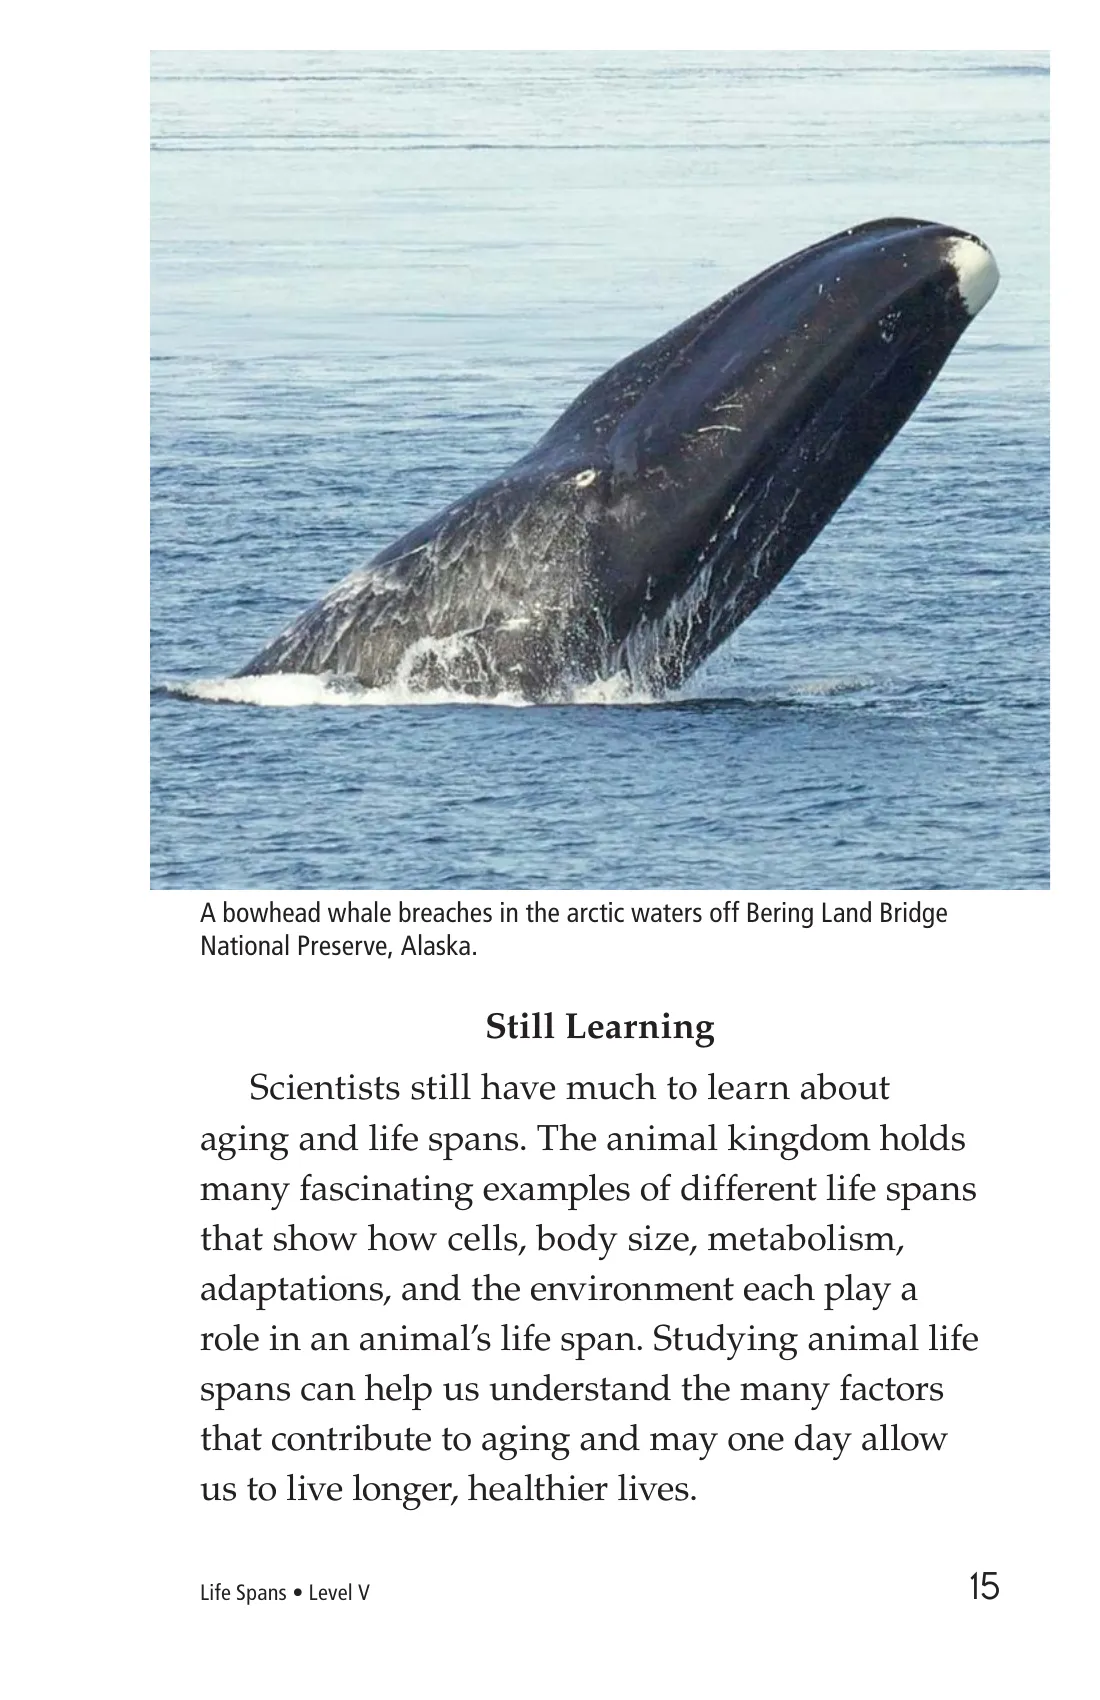 A bowhead whale breaches in the arctic waters off Bering Land Bridge
National Preserve, Alaska.
Still Learning
Scientists still have much to learn about
aging and life spans. The animal kingdom holds
many fascinating examples of different life spans
that show how cells, body size, metabolism,
adaptations, and the environment each play a
role in an animal’s life span. Studying animal life
spans can help us understand the many factors
that contribute to aging and may one day allow
us to live longer, healthier lives.
Life Spans • Level V
15